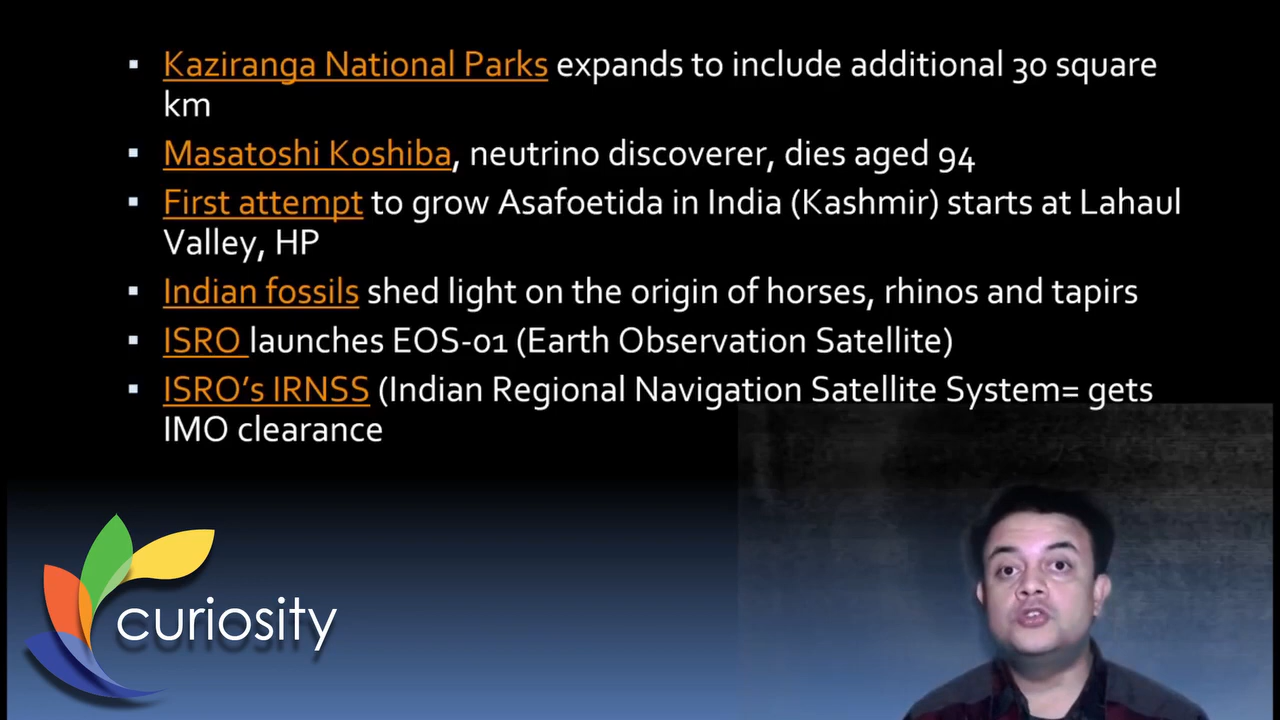 ▪ Kaziranga National Parks expands to include additional 30 square
km
▪ Masatoshi Koshiba, neutrino discoverer, dies aged 94
▪ First attempt to grow Asafoetida in India (Kashmir) starts at Lahaul
Valley, HP
▪ Indian fossils shed light on the origin of horses, rhinos and tapirs
▪ ISRO launches EOS-01 (Earth Observation Satellite)
▪ ISRO’s IRNSS (Indian Regional Navigation Satellite System= gets
IMO clearance
curiosity